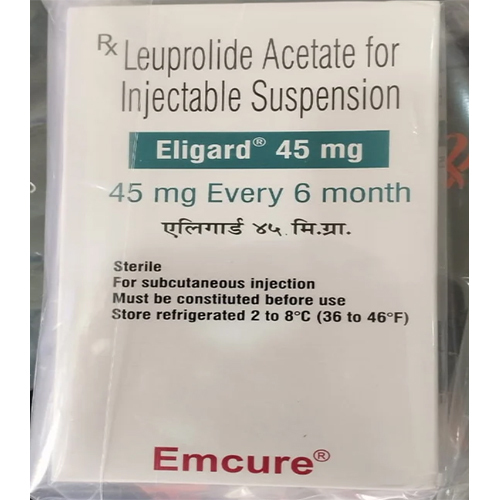 Rx Leuprolide Acetate for
Injectable Suspension
Eligard® 45 mg
45 mg Every 6 month
एलिगार्ड ४५ मि.ग्रा.
Sterile
For subcutaneous injection
Must be constituted before use
Store refrigerated 2 to 8°C (36 to 46°F)
Emcure®